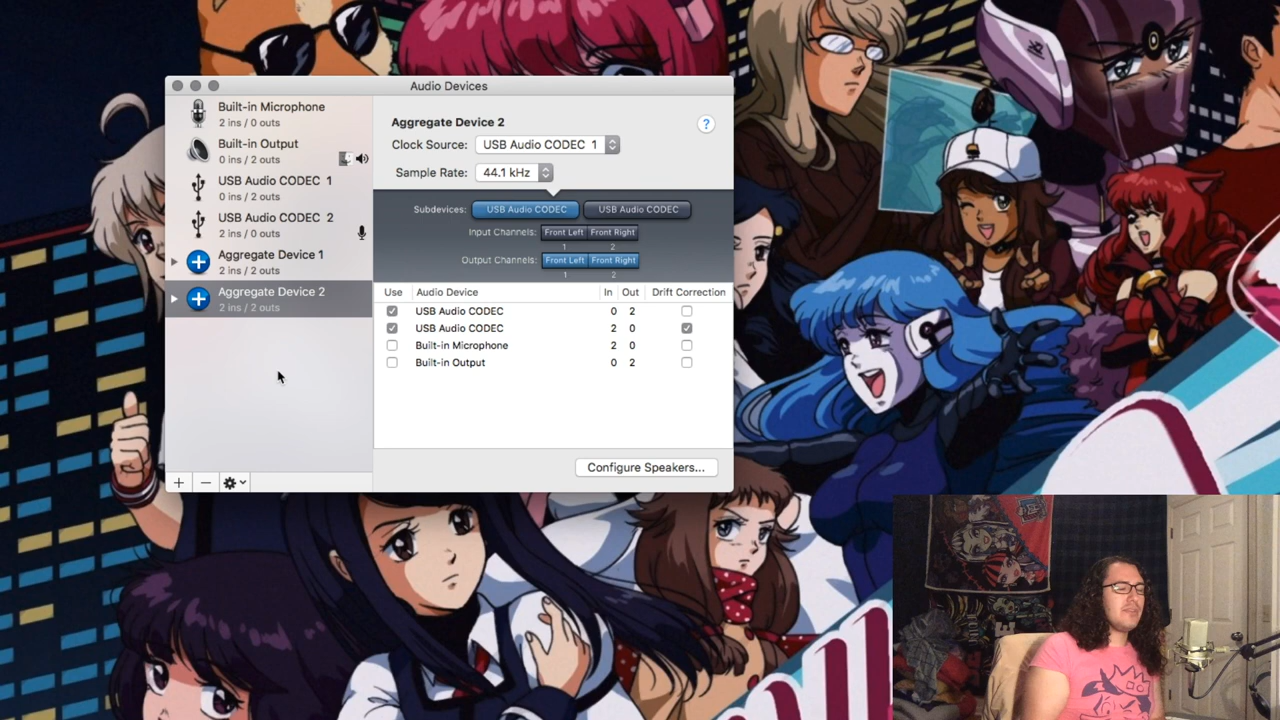 Audio Devices
Built-in Microphone
2 ins / 0 outs
Built-in Output
0 ins / 2 outs
USB Audio CODEC 1
0 ins / 2 outs
USB Audio CODEC 2
2 ins / 0 outs
Aggregate Device 1
2 ins / 2 outs
Aggregate Device 2
2 ins / 2 outs
Aggregate Device 2
?
Clock Source: USB Audio CODEC 1
Sample Rate: 44.1 kHz
Subdevices: USB Audio CODEC USB Audio CODEC
Input Channels: Front Left Front Right
1 2
Output Channels: Front Left Front Right
1 2
Use Audio Device In Out Drift Correction
USB Audio CODEC 0 2
USB Audio CODEC 2 0
Built-in Microphone 2 0
Built-in Output 0 2
Configure Speakers...